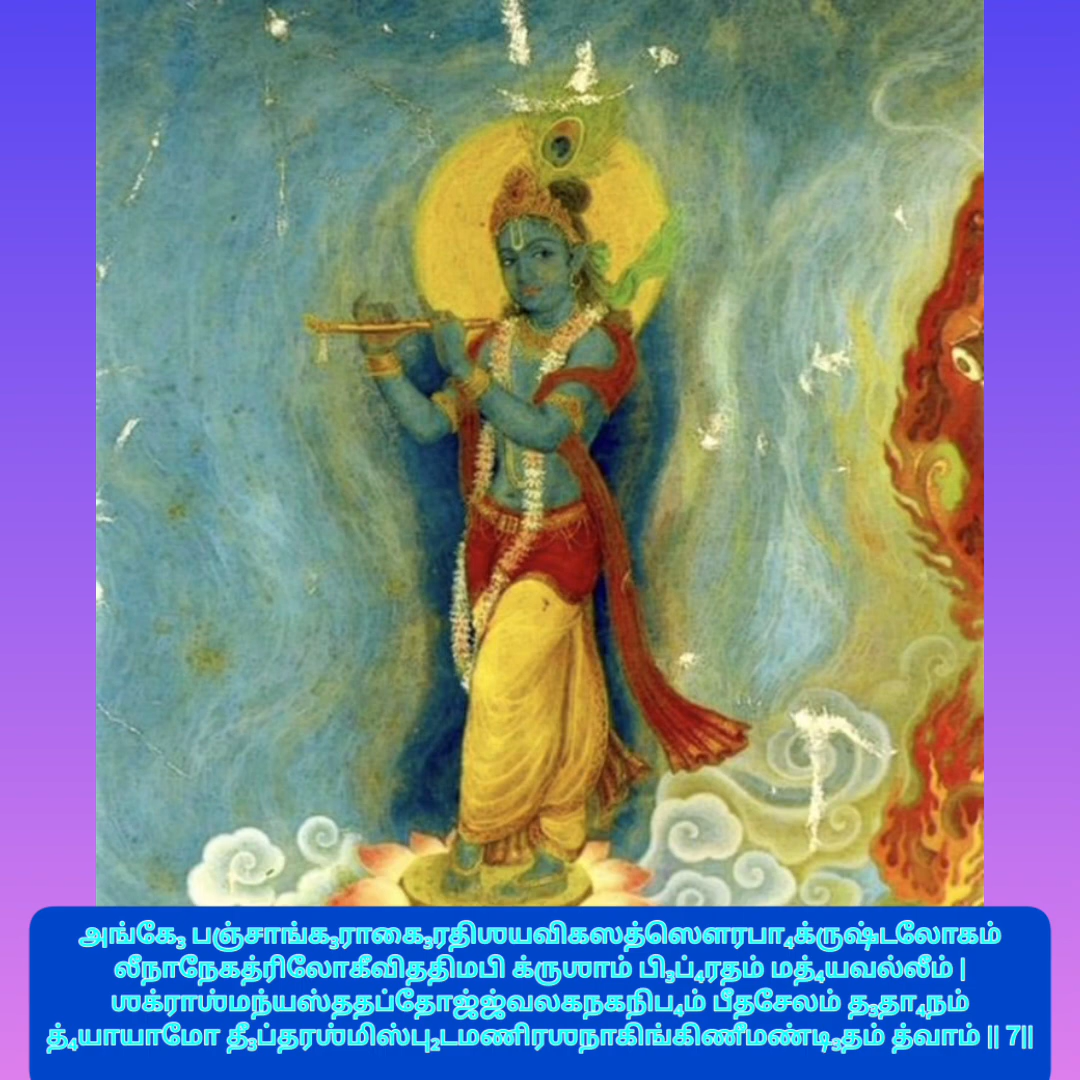 அங்கே₃ பஞ்சாங்க₃ராகை₃ரதிஶயவிகஸத்ஸௌரபா₄க்ருஷ்டலோகம்
லீநாநேகத்ரிலோகீவிததிமபி க்ருஶாம் பி₃ப்₄ரதம் மத்₄யவல்லீம் |
ஶக்ராஶ்மந்யஸ்ததப்தோஜ்ஜ்வலகநகநிப₄ம் பீதசேலம் த₃தா₄நம்
த்₄யாயாமோ தீ₃ப்தரஶ்மிஸ்பு₂டமணிரஶநாகிங்கிணீமண்டி₃தம் த்வாம் || 7||